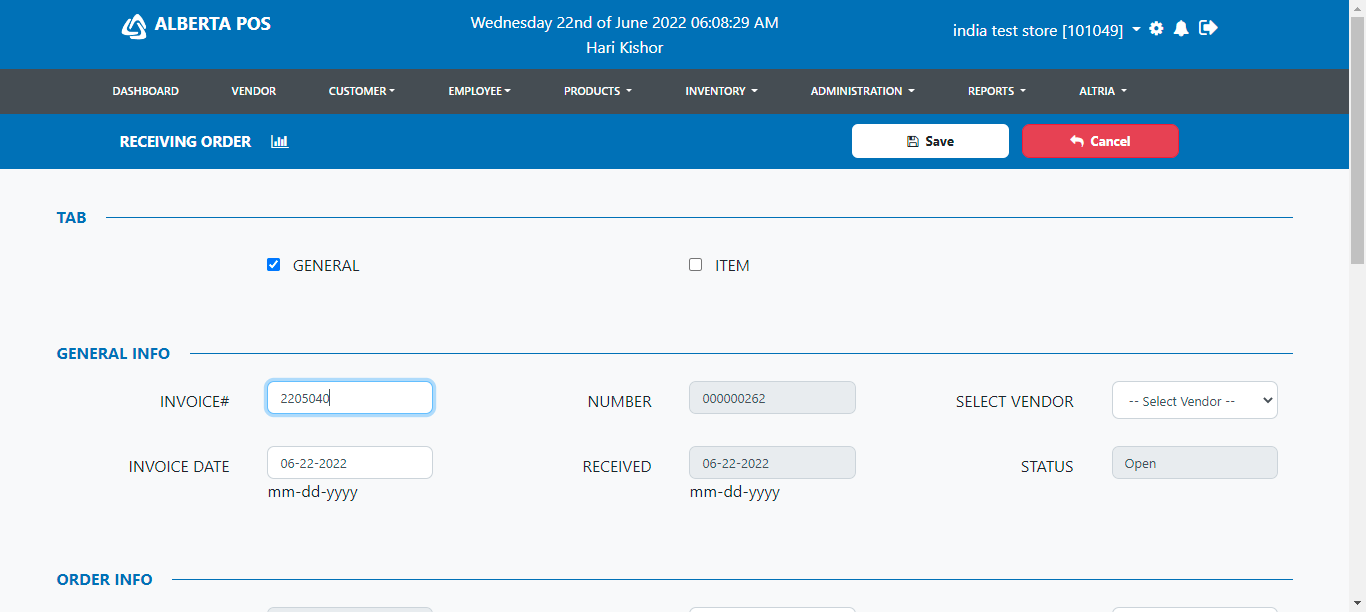 ALBERTA POS
Wednesday 22nd of June 2022 06:08:29 AM
Hari Kishor
india test store [101049]
DASHBOARD VENDOR CUSTOMER EMPLOYEE PRODUCTS INVENTORY ADMINISTRATION REPORTS ALTRIA
RECEIVING ORDER Save Cancel
TAB
GENERAL ITEM
GENERAL INFO
INVOICE# 2205040 NUMBER 000000262 SELECT VENDOR -- Select Vendor --
INVOICE DATE 06-22-2022 RECEIVED 06-22-2022 STATUS Open
mm-dd-yyyy mm-dd-yyyy
ORDER INFO